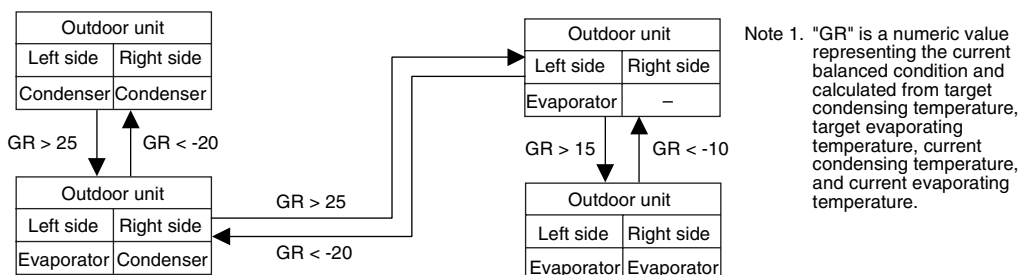 Outdoor unit
Left side Right side
Condenser Condenser
GR > 25 GR < -20
Outdoor unit
Left side Right side
Evaporator Condenser
GR > 25
GR < -20
Outdoor unit
Left side Right side
Evaporator –
GR > 15 GR < -10
Outdoor unit
Left side Right side
Evaporator Evaporator
Note 1. "GR" is a numeric value
representing the current
balanced condition and
calculated from target
condensing temperature,
target evaporating
temperature, current
condensing temperature,
and current evaporating
temperature.